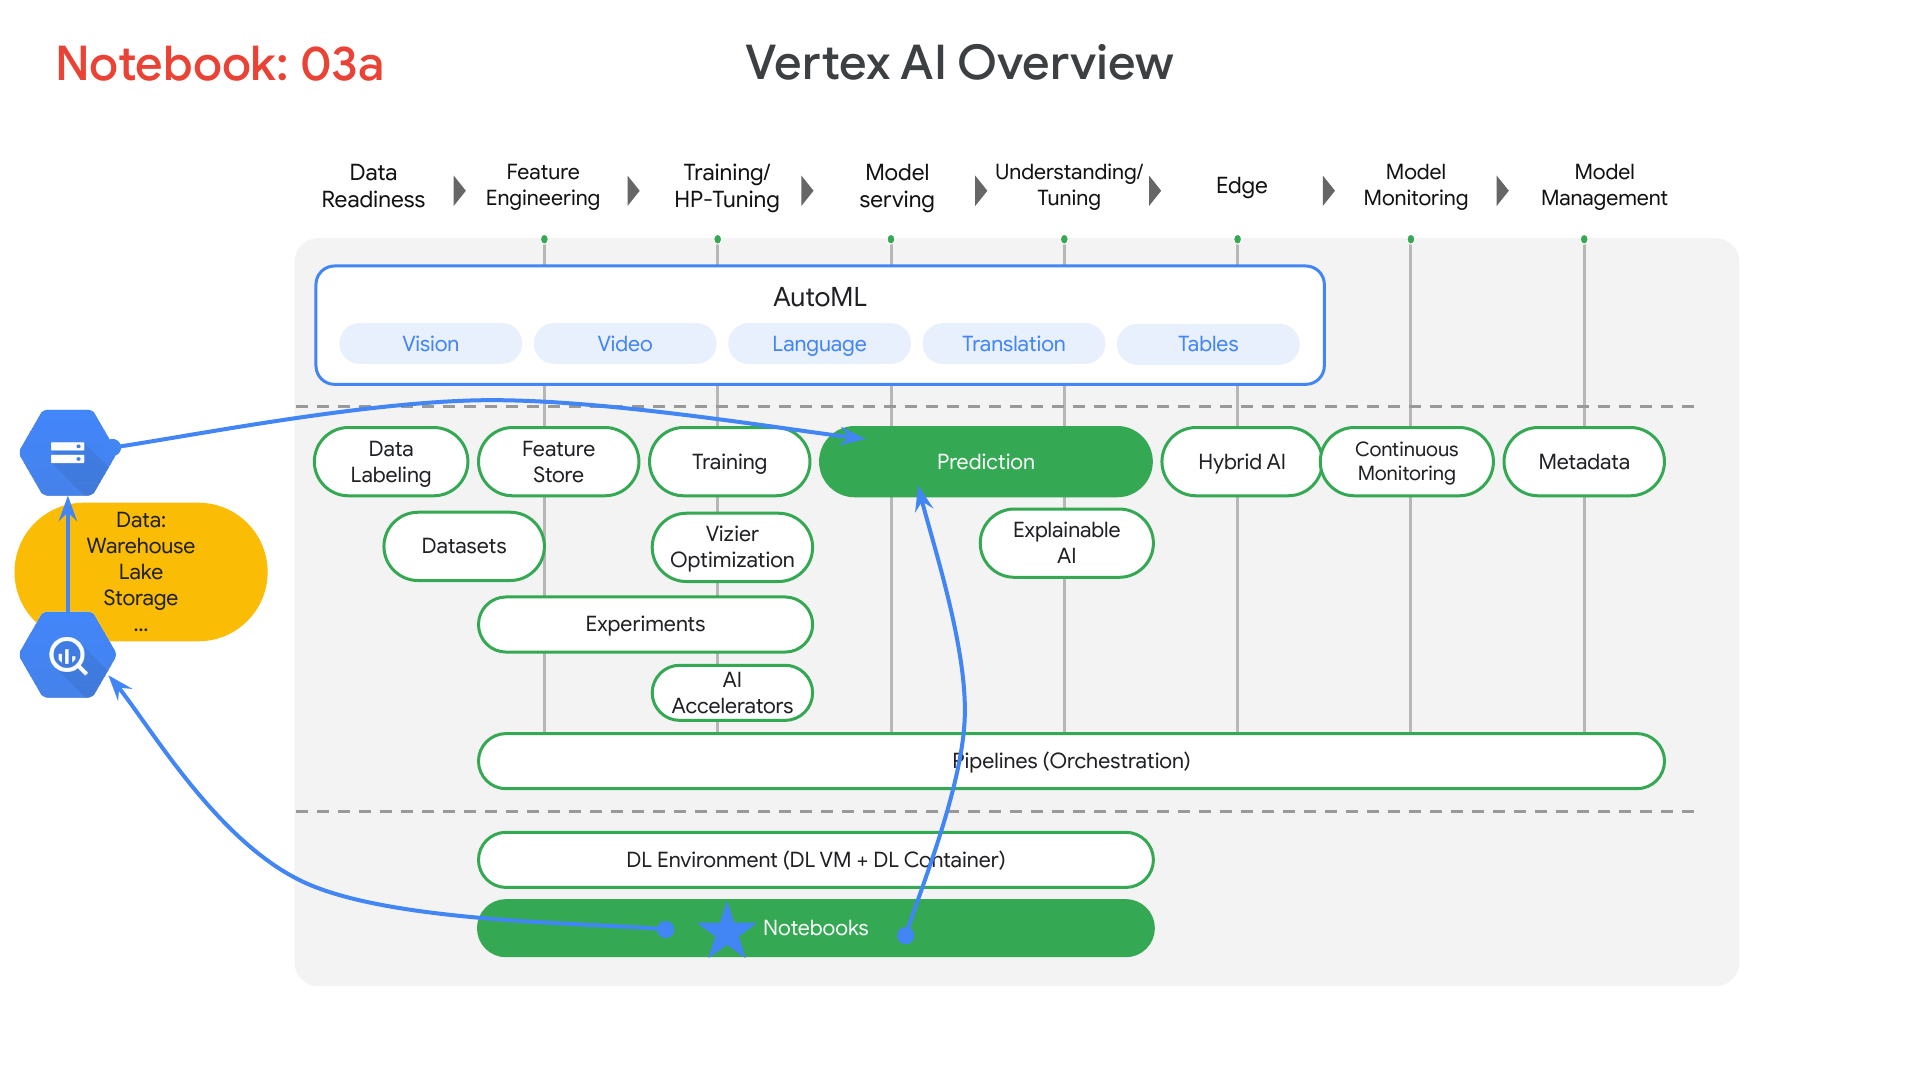 Notebook: 03a
Vertex AI Overview
Data
Readiness
Feature
Engineering
Training/
HP-Tuning
Model
serving
Understanding/
Tuning
Edge
Model
Monitoring
Model
Management
AutoML
Vision
Video
Language
Translation
Tables
Data
Labeling
Feature
Store
Training
Prediction
Hybrid AI
Continuous
Monitoring
Metadata
Data:
Warehouse
Lake
Storage
...
Datasets
Vizier
Optimization
Explainable
AI
Experiments
AI
Accelerators
Pipelines (Orchestration)
DL Environment (DL VM + DL Container)
Notebooks